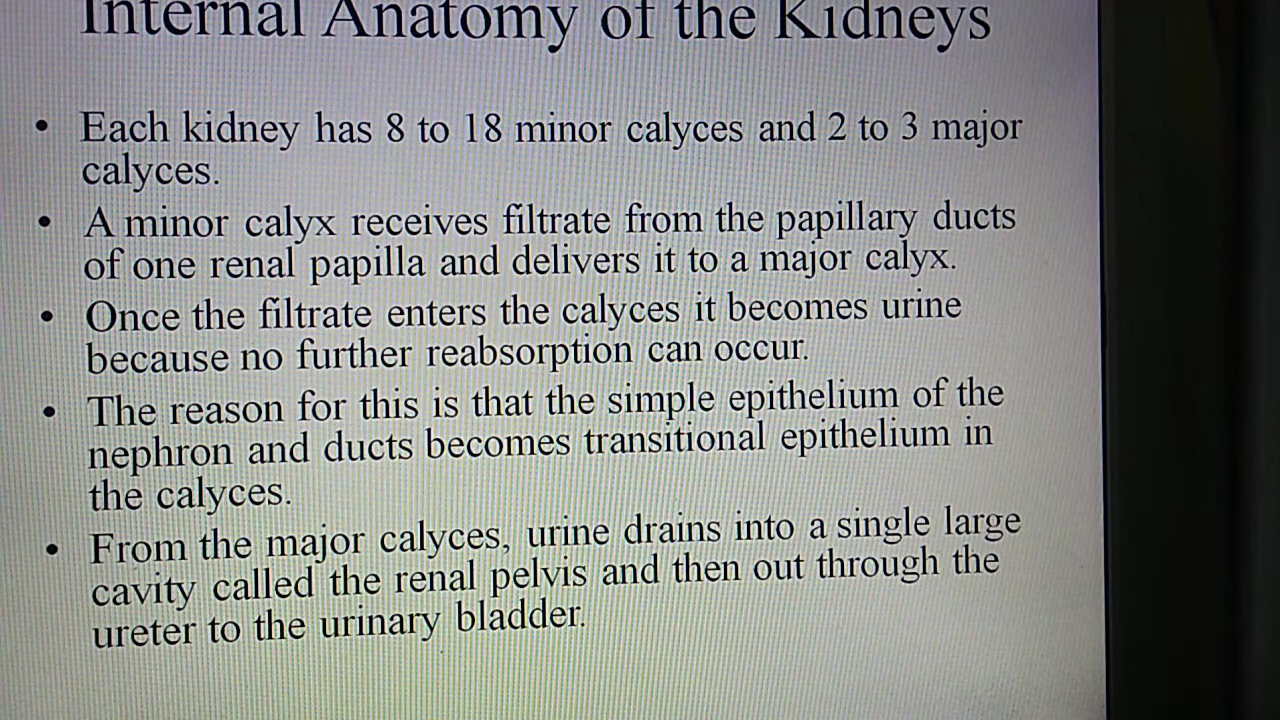 Internal Anatomy of the Kidneys
• Each kidney has 8 to 18 minor calyces and 2 to 3 major
calyces.
• A minor calyx receives filtrate from the papillary ducts
of one renal papilla and delivers it to a major calyx.
• Once the filtrate enters the calyces it becomes urine
because no further reabsorption can occur.
• The reason for this is that the simple epithelium of the
nephron and ducts becomes transitional epithelium in
the calyces.
• From the major calyces, urine drains into a single large
cavity called the renal pelvis and then out through the
ureter to the urinary bladder.